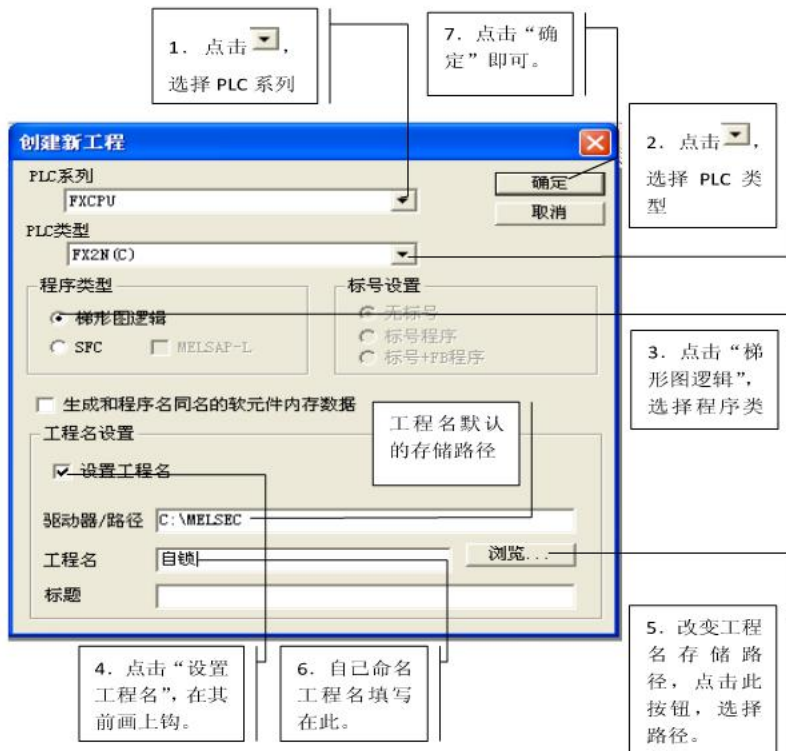 1. 点击 ,
选择 PLC 系列
7. 点击“确
定”即可。
2. 点击 ,
选择 PLC 类
型
创建新工程
PLC系列
FXCPU
确定
取消
PLC类型
FX2N(C)
程序类型
梯形图逻辑
SFC
MELSAP-L
标号设置
无标号
标号程序
标号+FB程序
3. 点击“梯
形图逻辑”,
选择程序类
生成和程序名同名的软元件内存数据
工程名默认
的存储路径
工程名设置
设置工程名
驱动器/路径
C:\MELSEC
工程名
自锁
浏览...
标题
4. 点击“设置
工程名”,在其
前画上钩。
6. 自己命名
工程名填写
在此。
5. 改变工程
名存储路
径,点击此
按钮,选择
路径。